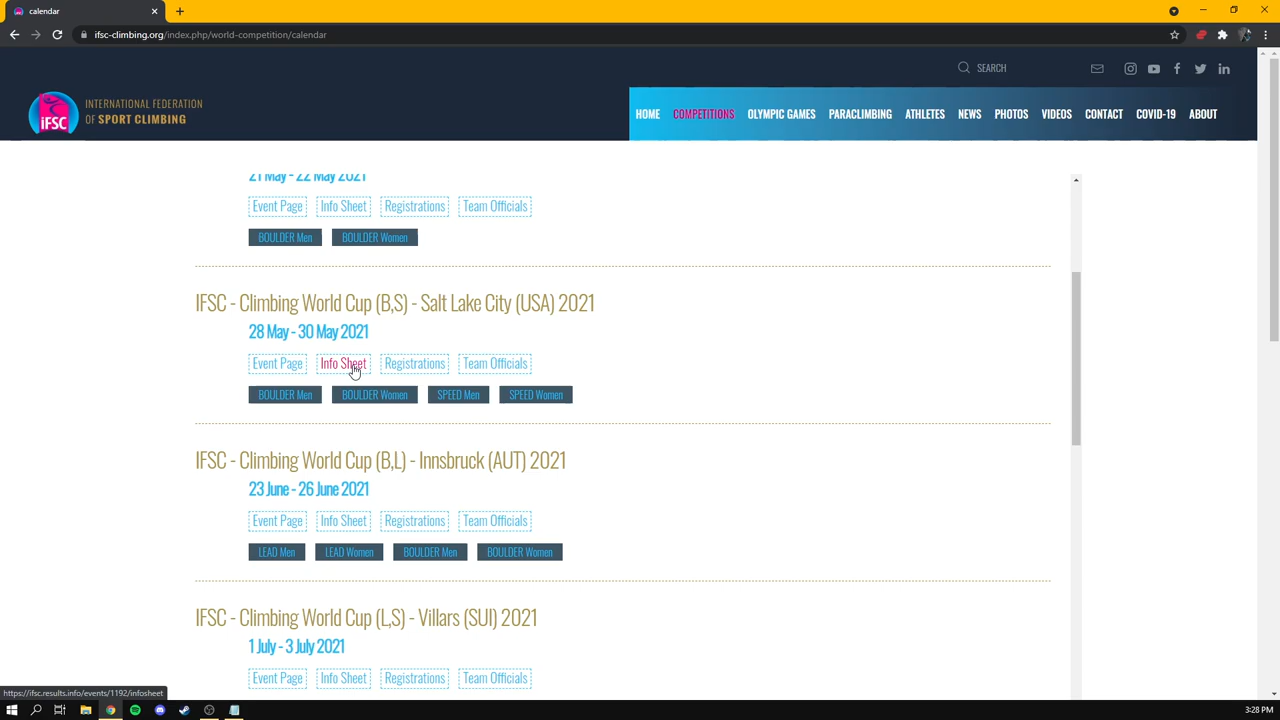 calendar
ifsc-climbing.org/index.php/world-competition/calendar
SEARCH
iFSC
INTERNATIONAL FEDERATION
OF SPORT CLIMBING
HOME COMPETITIONS OLYMPIC GAMES PARACLIMBING ATHLETES NEWS PHOTOS VIDEOS CONTACT COVID-19 ABOUT
21 May - 22 May 2021
Event Page Info Sheet Registrations Team Officials
BOULDER Men BOULDER Women
IFSC - Climbing World Cup (B,S) - Salt Lake City (USA) 2021
28 May - 30 May 2021
Event Page Info Sheet Registrations Team Officials
BOULDER Men BOULDER Women SPEED Men SPEED Women
IFSC - Climbing World Cup (B,L) - Innsbruck (AUT) 2021
23 June - 26 June 2021
Event Page Info Sheet Registrations Team Officials
LEAD Men LEAD Women BOULDER Men BOULDER Women
IFSC - Climbing World Cup (L,S) - Villars (SUI) 2021
1 July - 3 July 2021
Event Page Info Sheet Registrations Team Officials
https://ifsc.results.info/events/1192/infosheet
3:28 PM